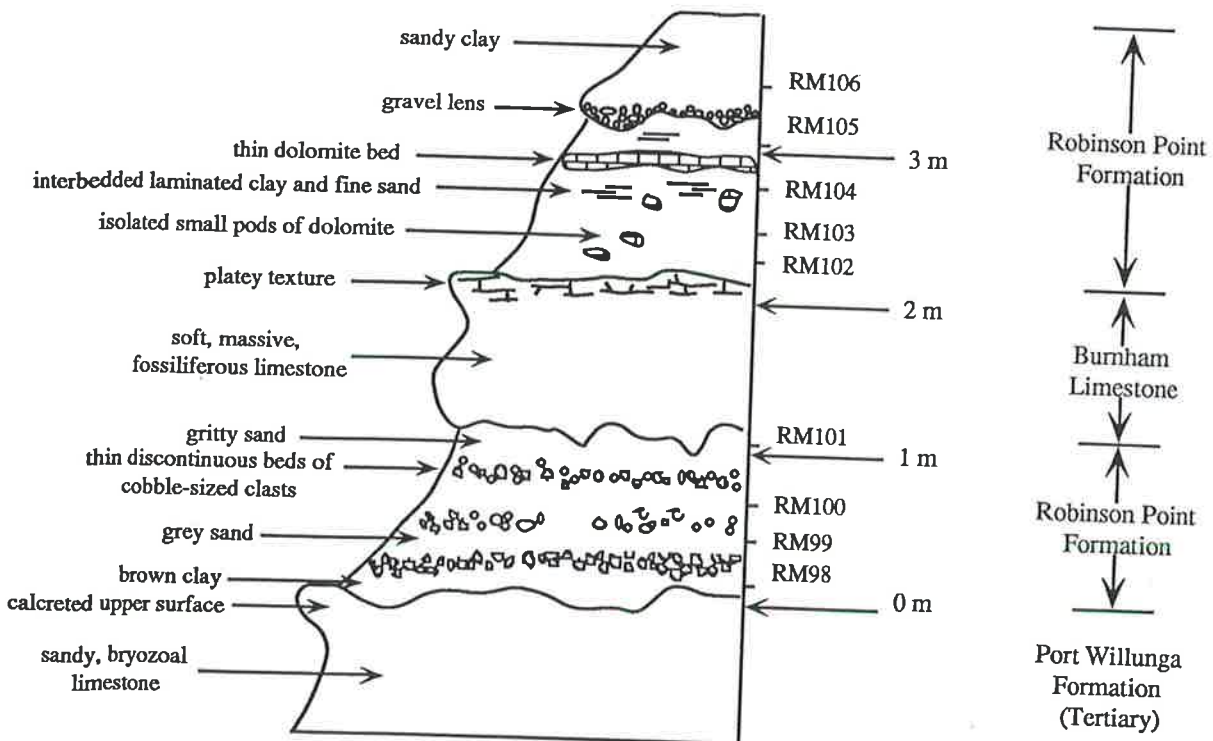 sandy clay
gravel lens
thin dolomite bed
interbedded laminated clay and fine sand
isolated small pods of dolomite
platey texture
soft, massive,
fossiliferous limestone
gritty sand
thin discontinuous beds of
cobble-sized clasts
grey sand
brown clay
calcreted upper surface
sandy, bryozoal
limestone
RM106
RM105
3 m
RM104
RM103
RM102
2 m
RM101
1 m
RM100
RM99
RM98
0 m
Robinson Point
Formation
Burnham
Limestone
Robinson Point
Formation
Port Willunga
Formation
(Tertiary)